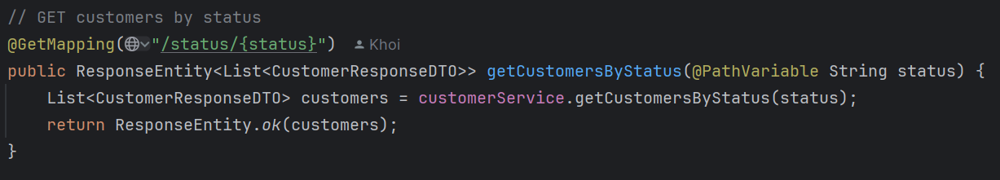 // GET customers by status
@GetMapping("/status/{status}") Khoi
public ResponseEntity<List<CustomerResponseDTO>> getCustomersByStatus(@PathVariable String status) {
    List<CustomerResponseDTO> customers = customerService.getCustomersByStatus(status);
    return ResponseEntity.ok(customers);
}